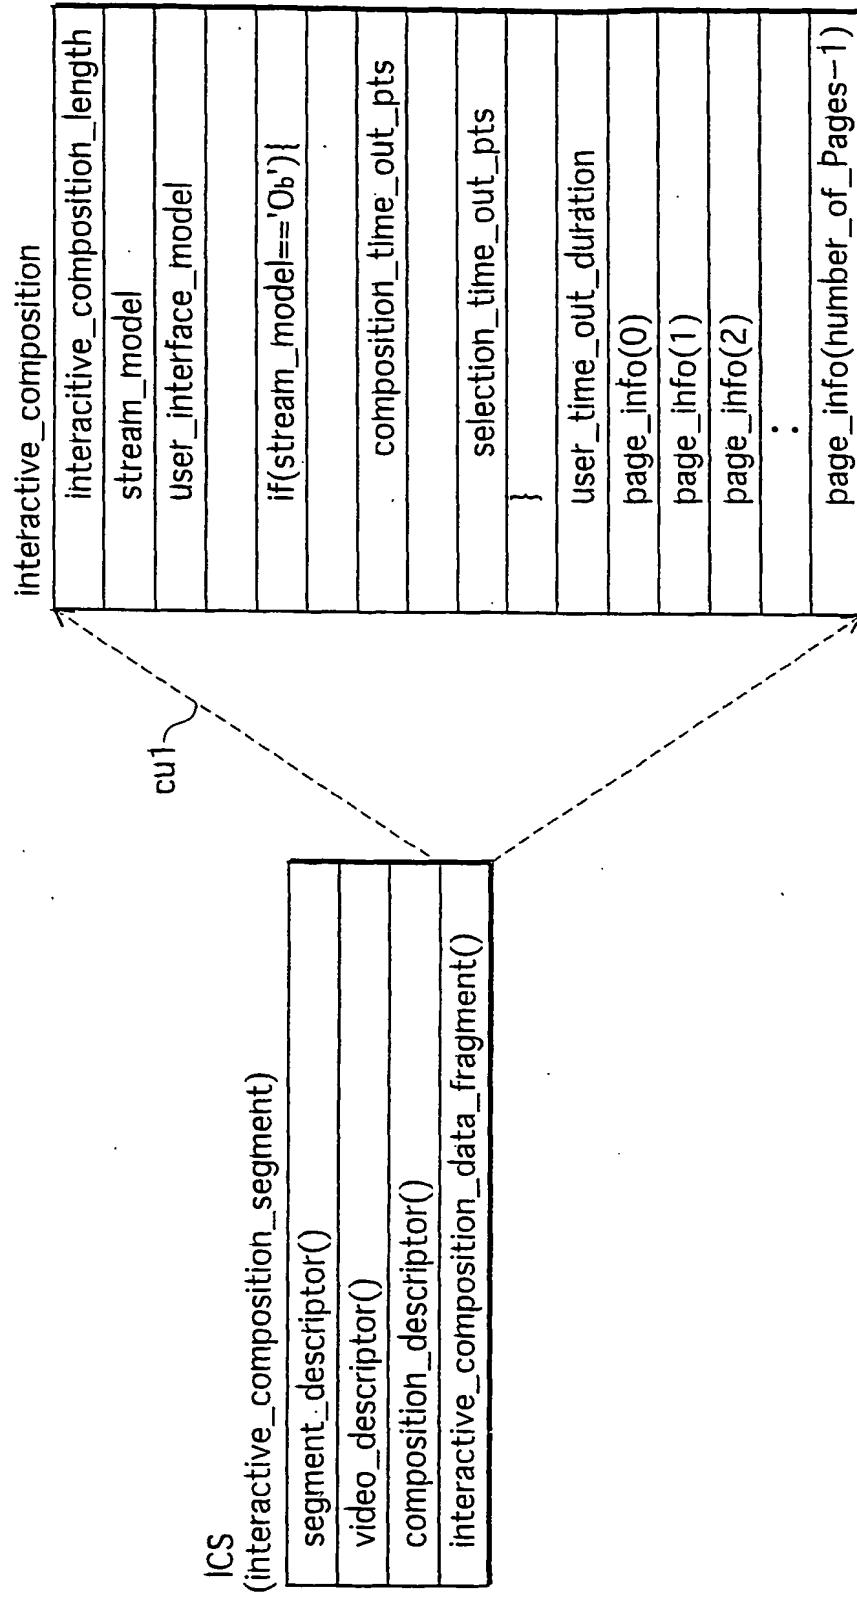 ICS
(interactive_composition_segment)
segment_descriptor()
video_descriptor()
composition_descriptor()
interactive_composition_data_fragment()
cu1
interactive_composition
interacitive_composition_length
stream_model
user_interface_model
if(stream_model=='0b'){
composition_time_out_pts
selection_time_out_pts
}
user_time_out_duration
page_info(0)
page_info(1)
page_info(2)
:
page_info(number_of_Pages-1)